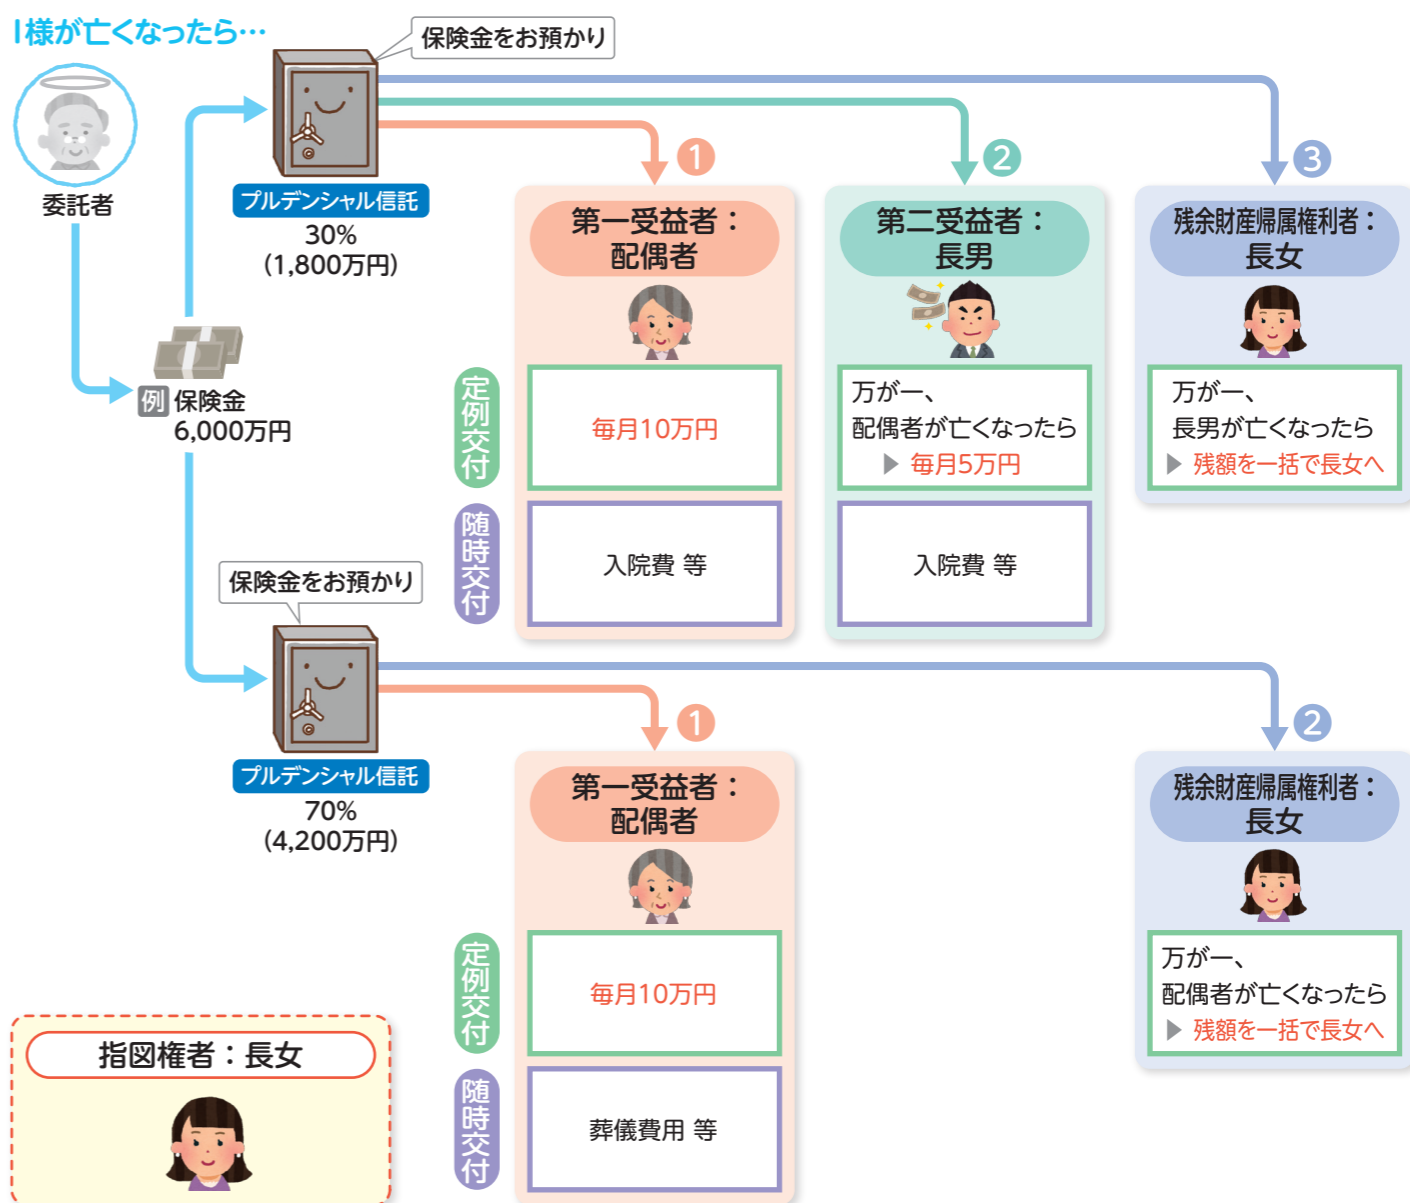 I様が亡くなったら…
保険金をお預かり
委託者
プルデンシャル信託
30%
(1,800万円)
例 保険金
6,000万円
1
第一受益者：
配偶者
2
第二受益者：
長男
3
残余財産帰属権利者：
長女
定例交付
毎月10万円
万が一、
配偶者が亡くなったら
▶ 毎月5万円
万が一、
長男が亡くなったら
▶ 残額を一括で長女へ
随時交付
入院費 等
入院費 等
保険金をお預かり
プルデンシャル信託
70%
(4,200万円)
1
第一受益者：
配偶者
2
残余財産帰属権利者：
長女
定例交付
毎月10万円
万が一、
配偶者が亡くなったら
▶ 残額を一括で長女へ
随時交付
葬儀費用 等
指図権者：長女